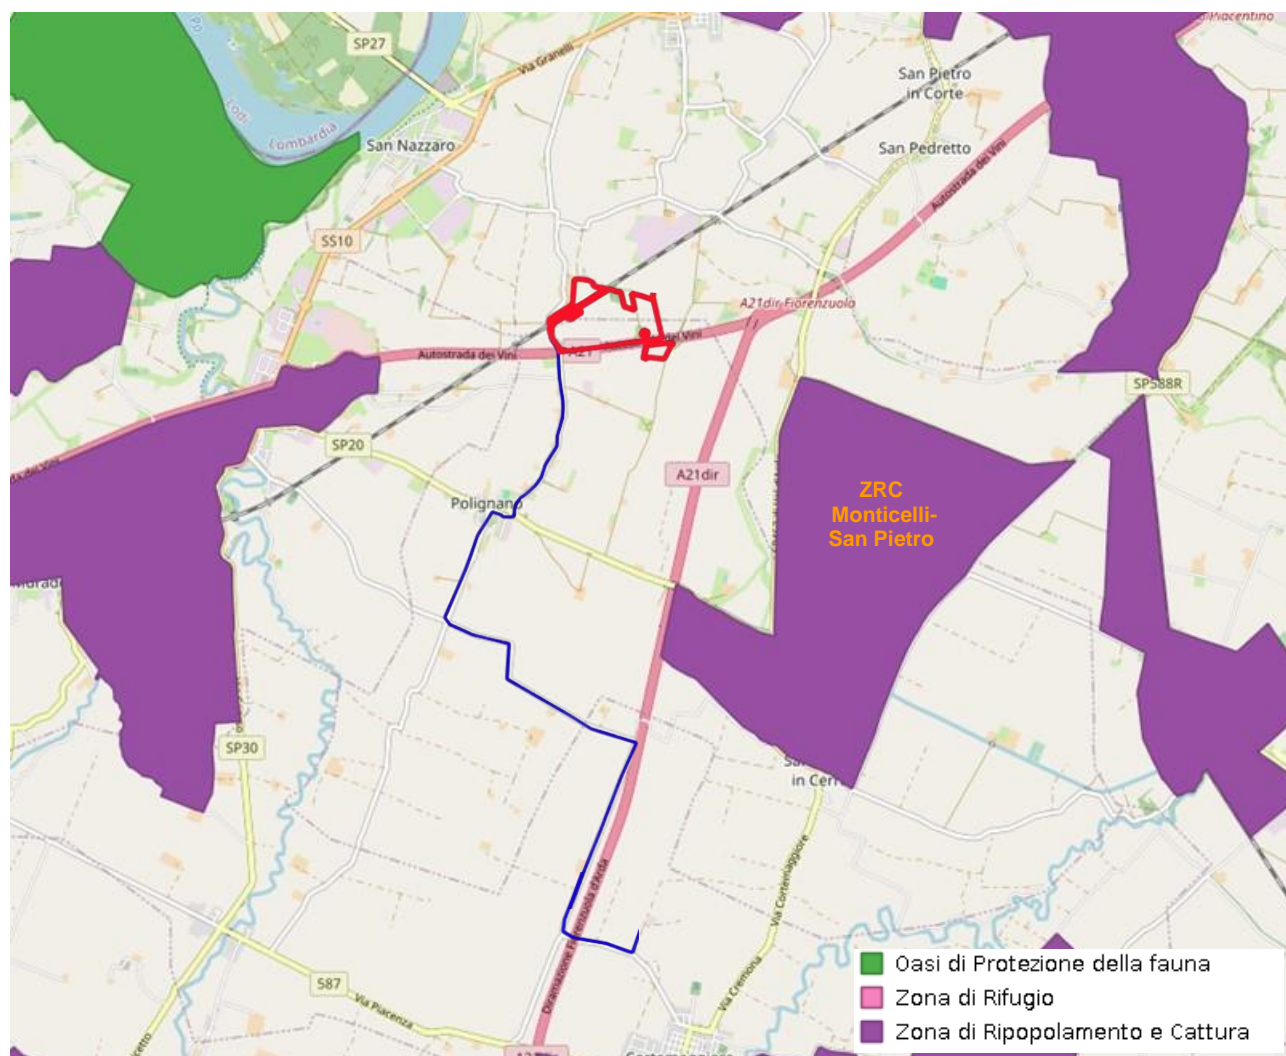 SP27
Po
Via Granelli
San Pietro
in Corte
Lodi
Lombardia
San Nazzaro
San Pedretto
Autostrada dei Vini
SS10
A21dir Fiorenzuola
A21
Autostrada dei Vini
SP588R
SP20
A21dir
ZRC
Monticelli-
San Pietro
Polignano
SP30
in
Via Cortemaggiore
Diramazione Fiorenzuola d'Arda
Via Cremona
S87
Via Piacenza
Oasi di Protezione della fauna
Zona di Rifugio
Zona di Ripopolamento e Cattura